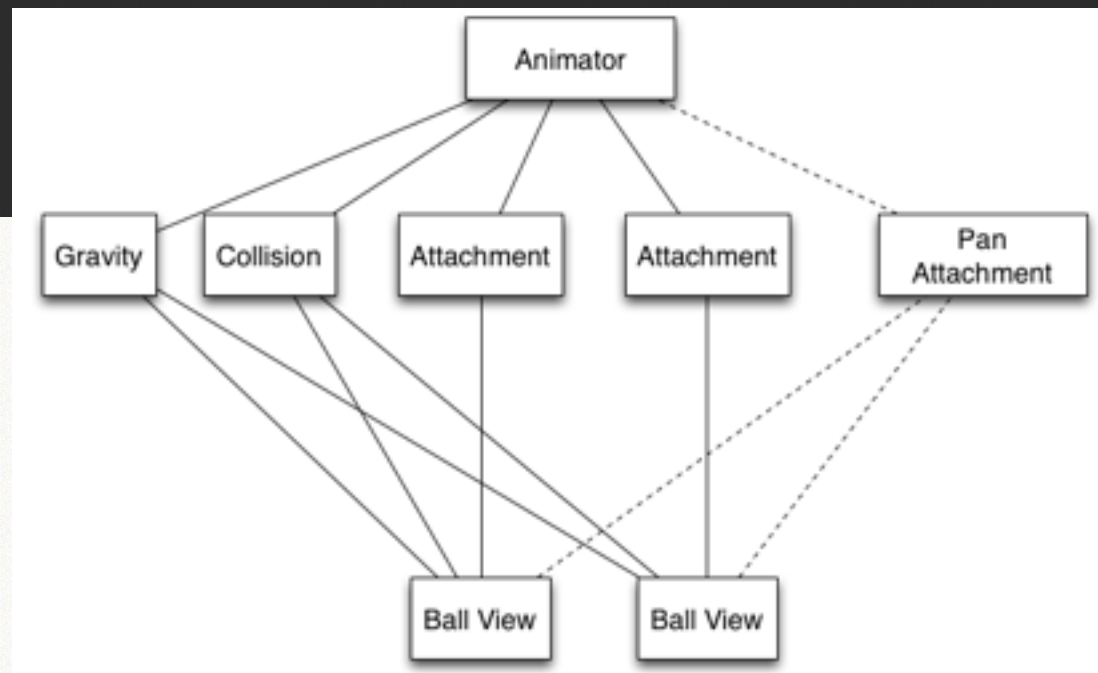 Animator
Gravity
Collision
Attachment
Attachment
Pan
Attachment
Ball View
Ball View